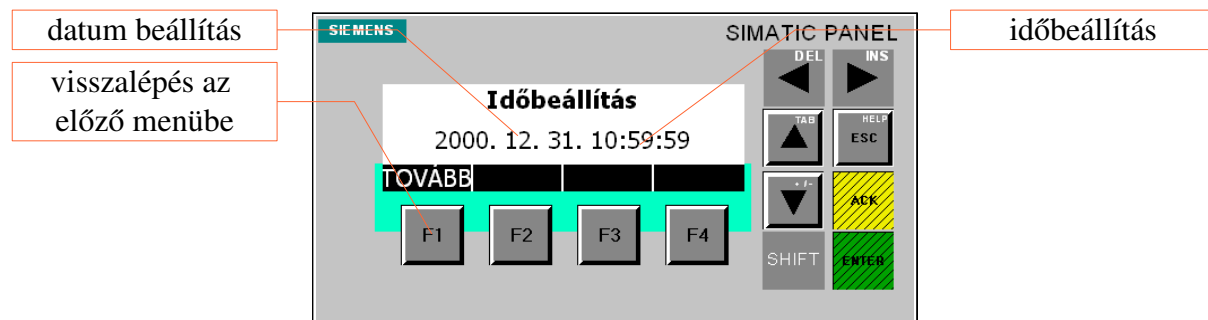 datum beállítás
visszalépés az
előző menübe
SIEMENS
SIMATIC PANEL
időbeállítás
Időbeállítás
2000. 12. 31. 10:59:59
TOVÁBB
F1 F2 F3 F4
DEL INS
TAB HELP
ESC
+ / -
ACK
SHIFT ENTER